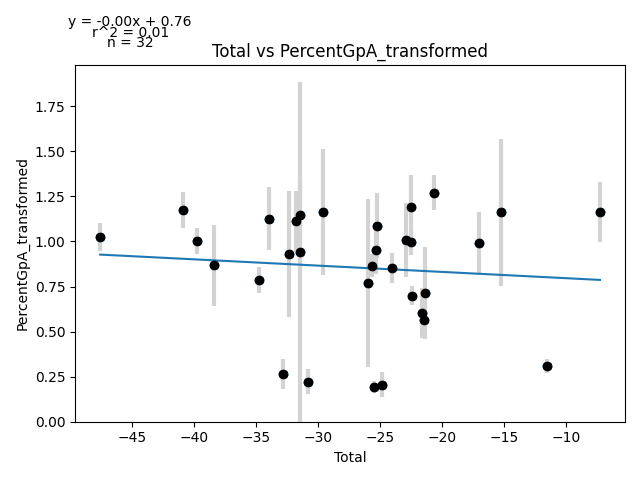 y = -0.00x + 0.76
r^2 = 0.01
n = 32
Total vs PercentGpA_transformed
PercentGpA_transformed
1.75
1.50
1.25
1.00
0.75
0.50
0.25
0.00
−45 −40 −35 −30 −25 −20 −15 −10
Total